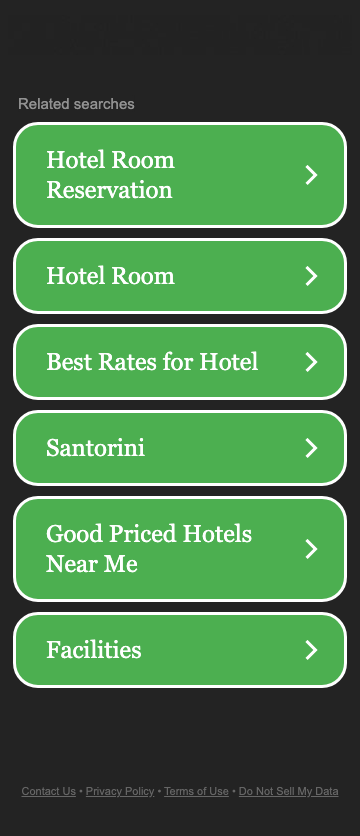 Related searches
Hotel Room
Reservation
Hotel Room
Best Rates for Hotel
Santorini
Good Priced Hotels
Near Me
Facilities
Contact Us • Privacy Policy • Terms of Use • Do Not Sell My Data